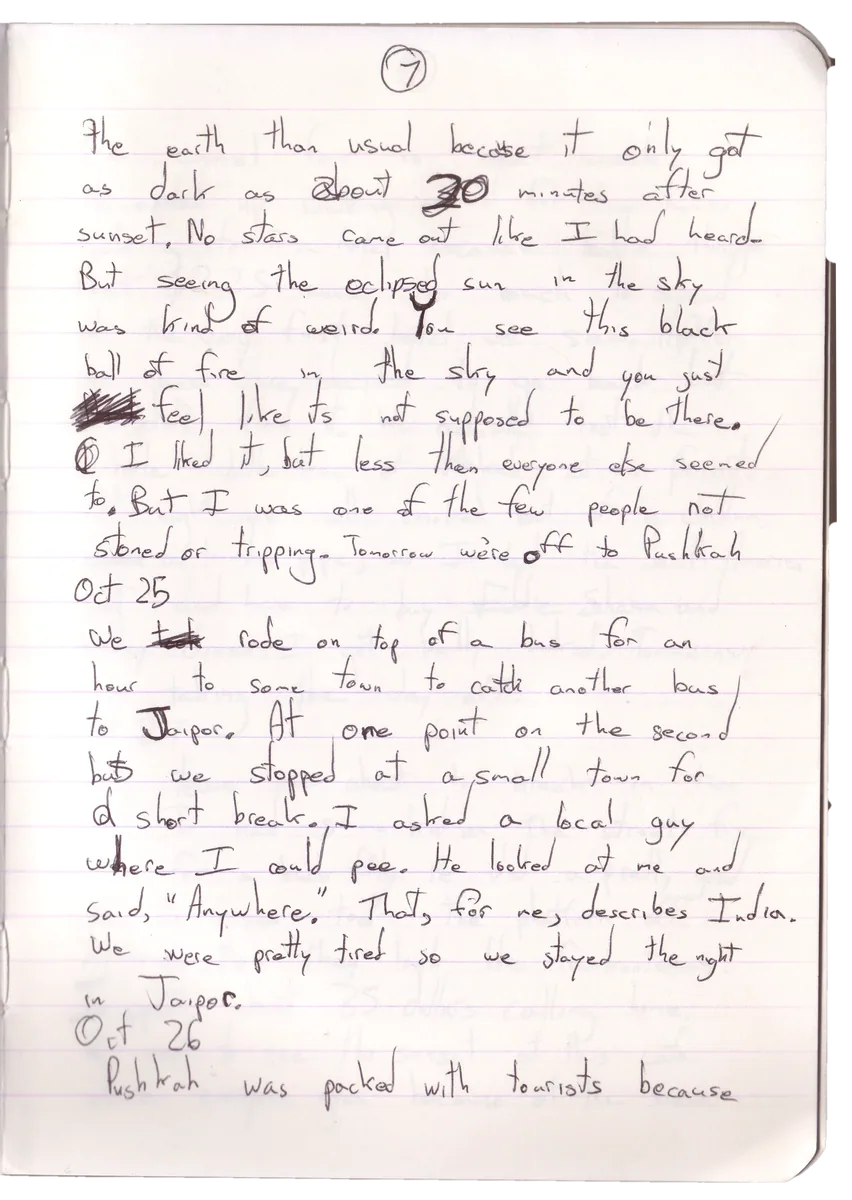 7
the earth than usual because it only got
as dark as about 20 minutes after
sunset. No stars came out like I had heard.
But seeing the eclipsed sun in the sky
was kind of weird. You see this black
ball of fire in the sky and you just
feel like its not supposed to be there.
I liked it, but less then everyone else seemed
to. But I was one of the few people not
stoned or tripping. Tomorrow we're off to Pushkah
Oct 25
We rode on top of a bus for an
hour to some town to catch another bus
to Jaipor. At one point on the second
bus we stopped at a small town for
a short break. I asked a local guy
where I could pee. He looked at me and
said, "Anywhere." That, for me, describes India.
We were pretty tired so we stayed the night
in Jaipor.
Oct 26
Pushkah was packed with tourists because